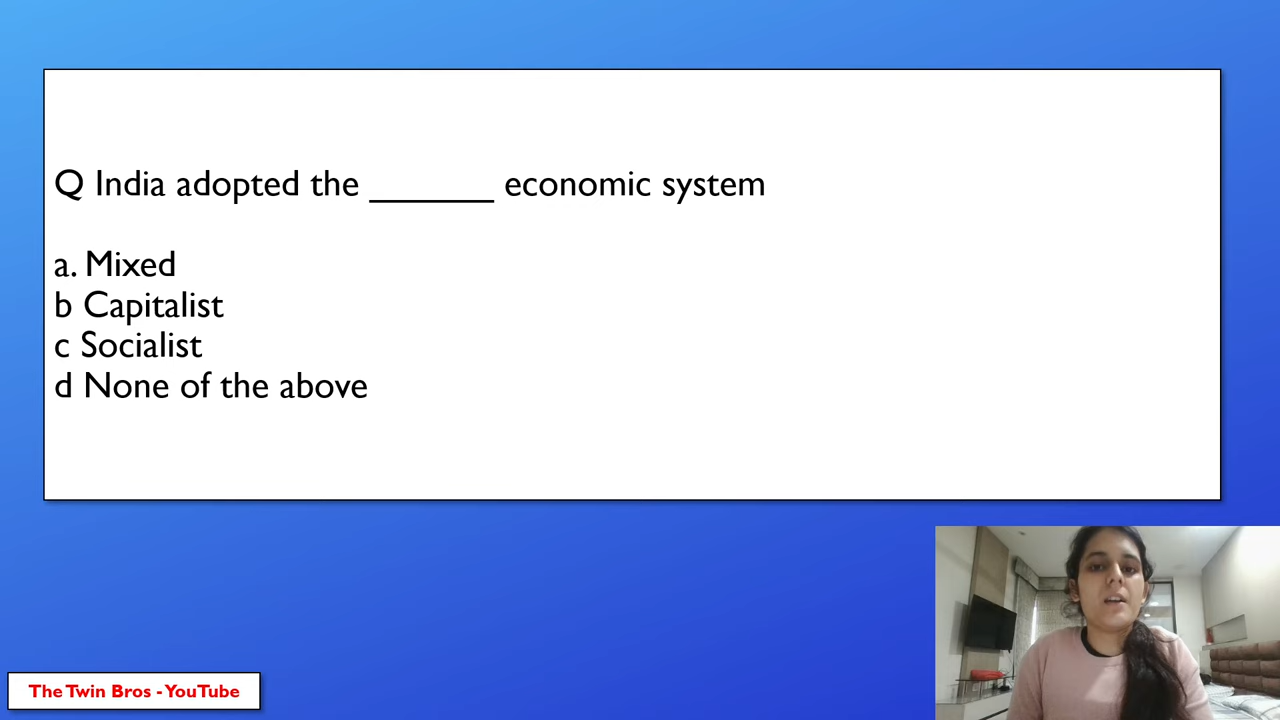 Q India adopted the _______ economic system
a. Mixed
b Capitalist
c Socialist
d None of the above
The Twin Bros - YouTube